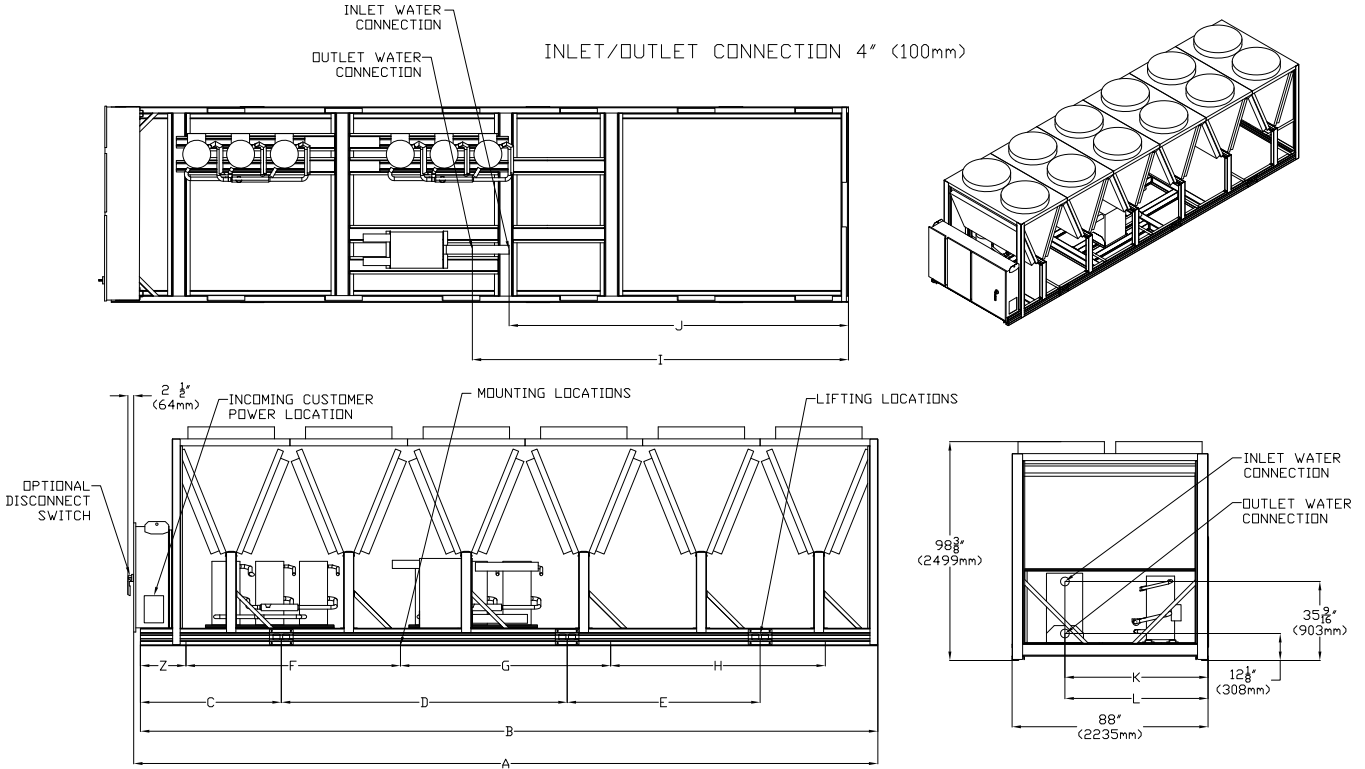 INLET WATER
CONNECTION
INLET/OUTLET CONNECTION 4" (100mm)
OUTLET WATER
CONNECTION
J
I
2 1/2"
(64mm)
INCOMING CUSTOMER
POWER LOCATION
MOUNTING LOCATIONS
LIFTING LOCATIONS
OPTIONAL
DISCONNECT
SWITCH
INLET WATER
CONNECTION
OUTLET WATER
CONNECTION
98 3/8"
(2499mm)
35 9/16"
(903mm)
12 1/8"
(308mm)
Z
F
G
H
K
C
D
E
L
88"
(2235mm)
B
A